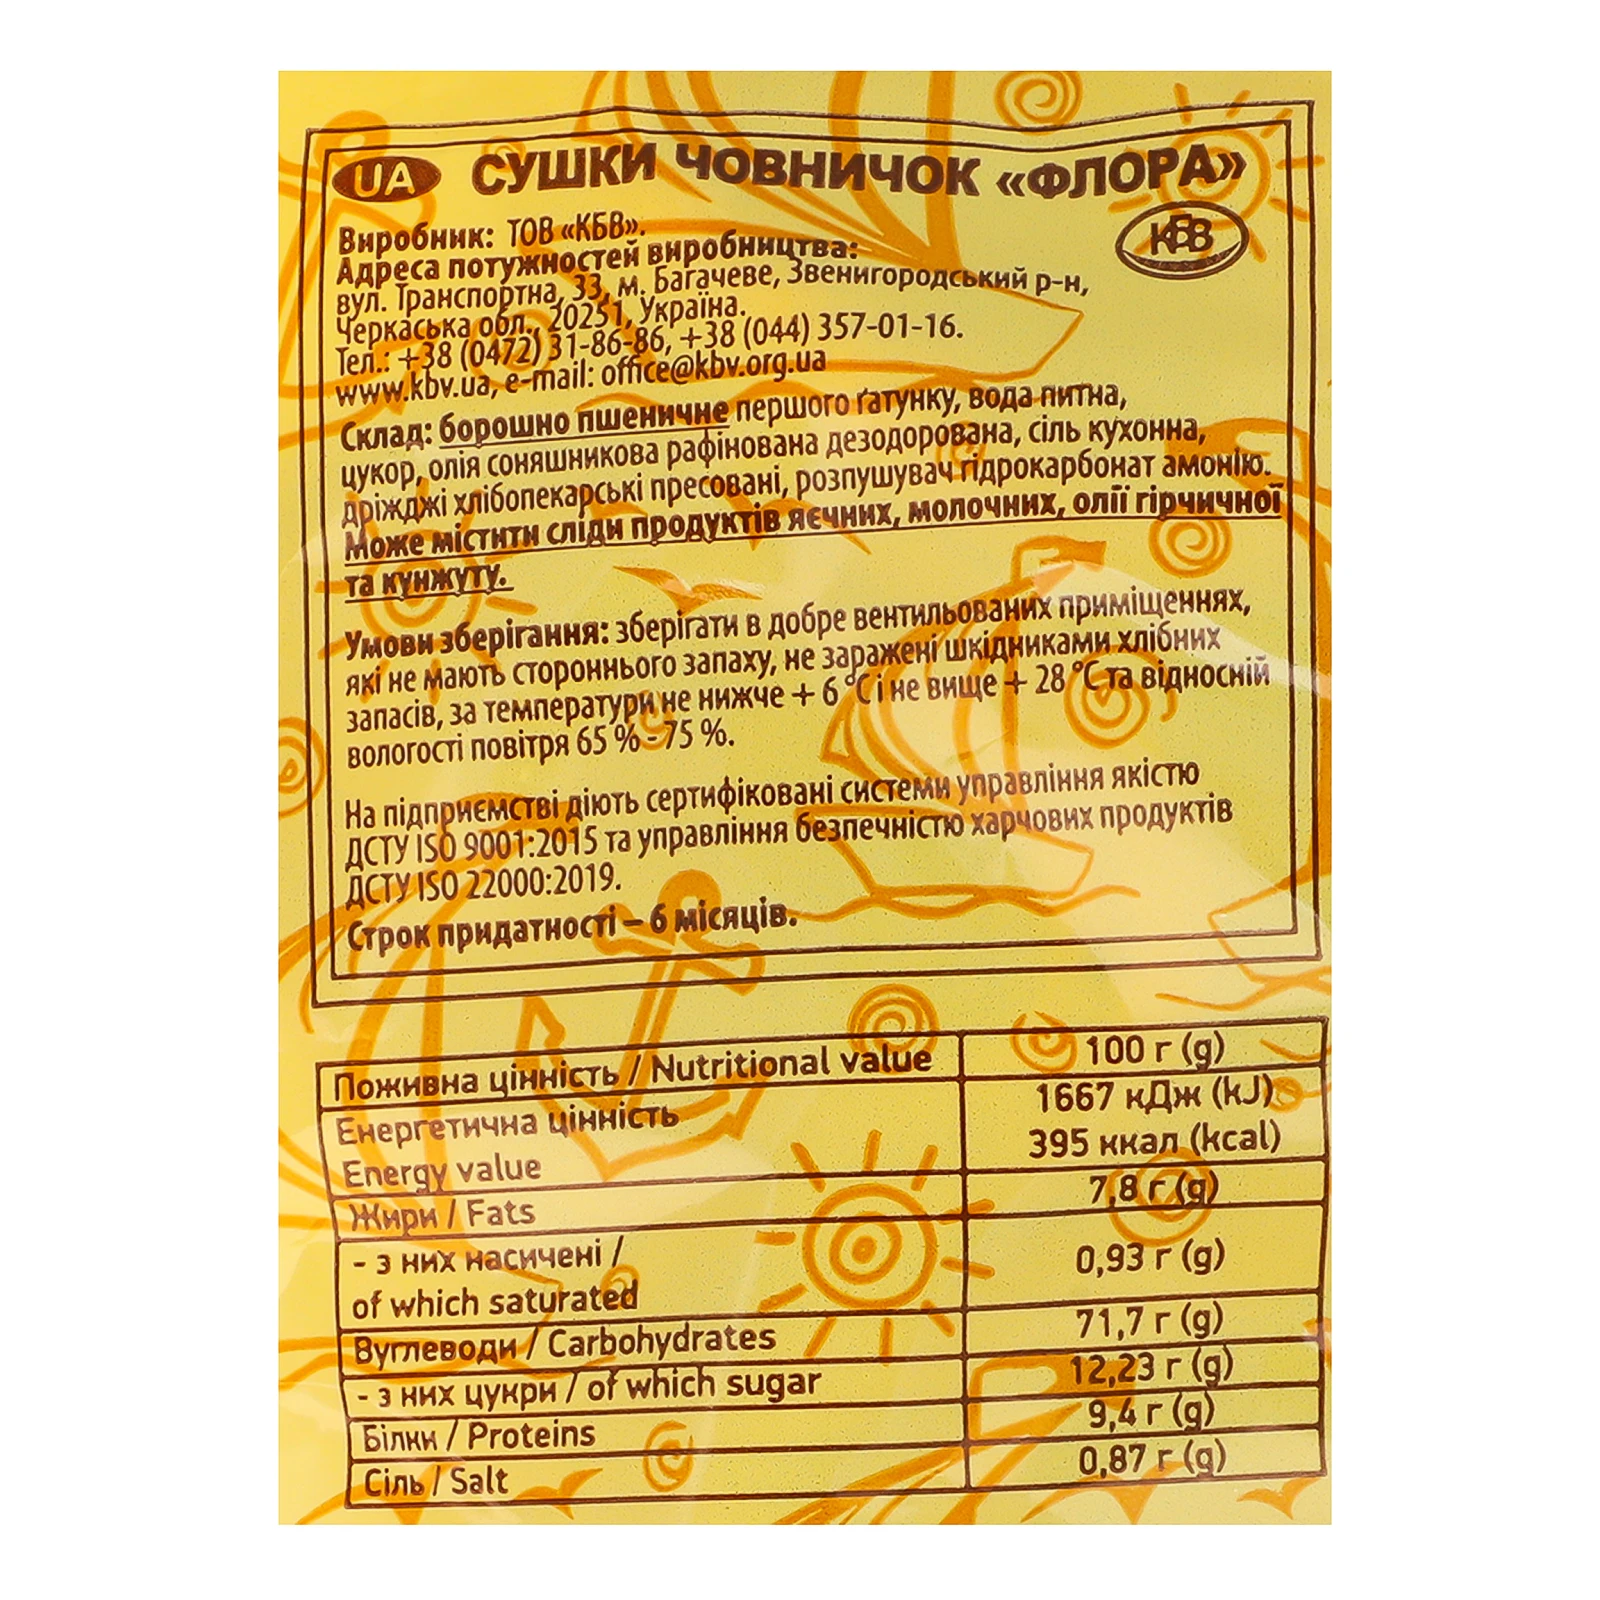 UA СУШКИ ЧОВНИЧОК «ФЛОРА»
КБВ
Виробник: ТОВ «КБВ».
Адреса потужностей виробництва:
вул. Транспортна, 33, м. Багачеве, Звенигородський р-н,
Черкаська обл., 20251, Україна.
Тел.: +38 (0472) 31-86-86, +38 (044) 357-01-16.
www.kbv.ua, e-mail: office@kbv.org.ua
Склад: борошно пшеничне першого ґатунку, вода питна,
цукор, олія соняшникова рафінована дезодорована, сіль кухонна,
дріжджі хлібопекарські пресовані, розпушувач гідрокарбонат амонію.
Може містити сліди продуктів яєчних, молочних, олії гірчичної
та кунжуту.
Умови зберігання: зберігати в добре вентильованих приміщеннях,
які не мають стороннього запаху, не заражені шкідниками хлібних
запасів, за температури не нижче + 6 °С і не вище + 28 °С та відносній
вологості повітря 65 % - 75 %.
На підприємстві діють сертифіковані системи управління якістю
ДСТУ ISO 9001:2015 та управління безпечністю харчових продуктів
ДСТУ ISO 22000:2019.
Строк придатності – 6 місяців.
Поживна цінність / Nutritional value 100 г (g)
Енергетична цінність 1667 кДж (kJ)
Energy value 395 ккал (kcal)
Жири / Fats 7,8 г (g)
- з них насичені /
of which saturated 0,93 г (g)
Вуглеводи / Carbohydrates 71,7 г (g)
- з них цукри / of which sugar 12,23 г (g)
Білки / Proteins 9,4 г (g)
Сіль / Salt 0,87 г (g)